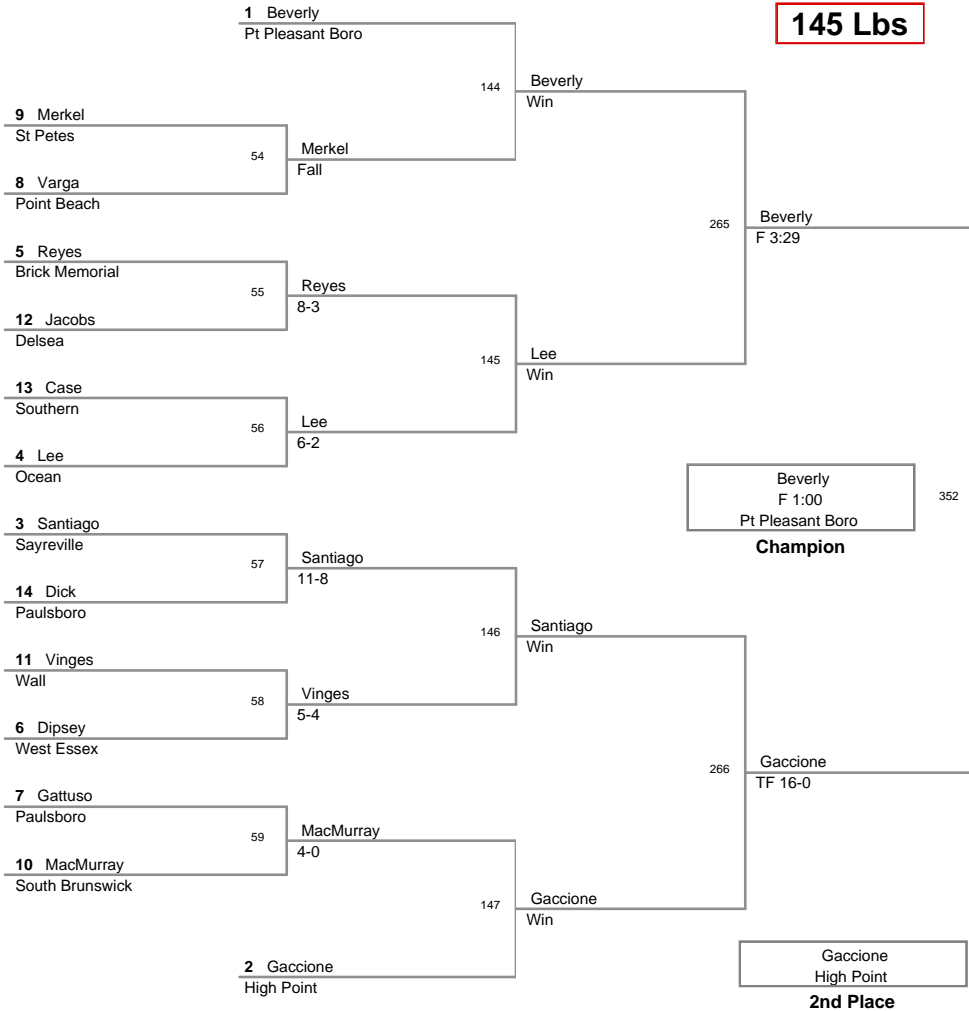 1 Beverly
Pt Pleasant Boro
145 Lbs
144
Beverly
Win
9 Merkel
St Petes
54
Merkel
Fall
8 Varga
Point Beach
265
Beverly
F 3:29
5 Reyes
Brick Memorial
55
Reyes
8-3
12 Jacobs
Delsea
145
Lee
Win
13 Case
Southern
56
Lee
6-2
4 Lee
Ocean
Beverly
F 1:00
Pt Pleasant Boro
352
Champion
3 Santiago
Sayreville
57
Santiago
11-8
14 Dick
Paulsboro
146
Santiago
Win
11 Vinges
Wall
58
Vinges
5-4
6 Dipsey
West Essex
266
Gaccione
TF 16-0
7 Gattuso
Paulsboro
59
MacMurray
4-0
10 MacMurray
South Brunswick
147
Gaccione
Win
2 Gaccione
High Point
Gaccione
High Point
2nd Place